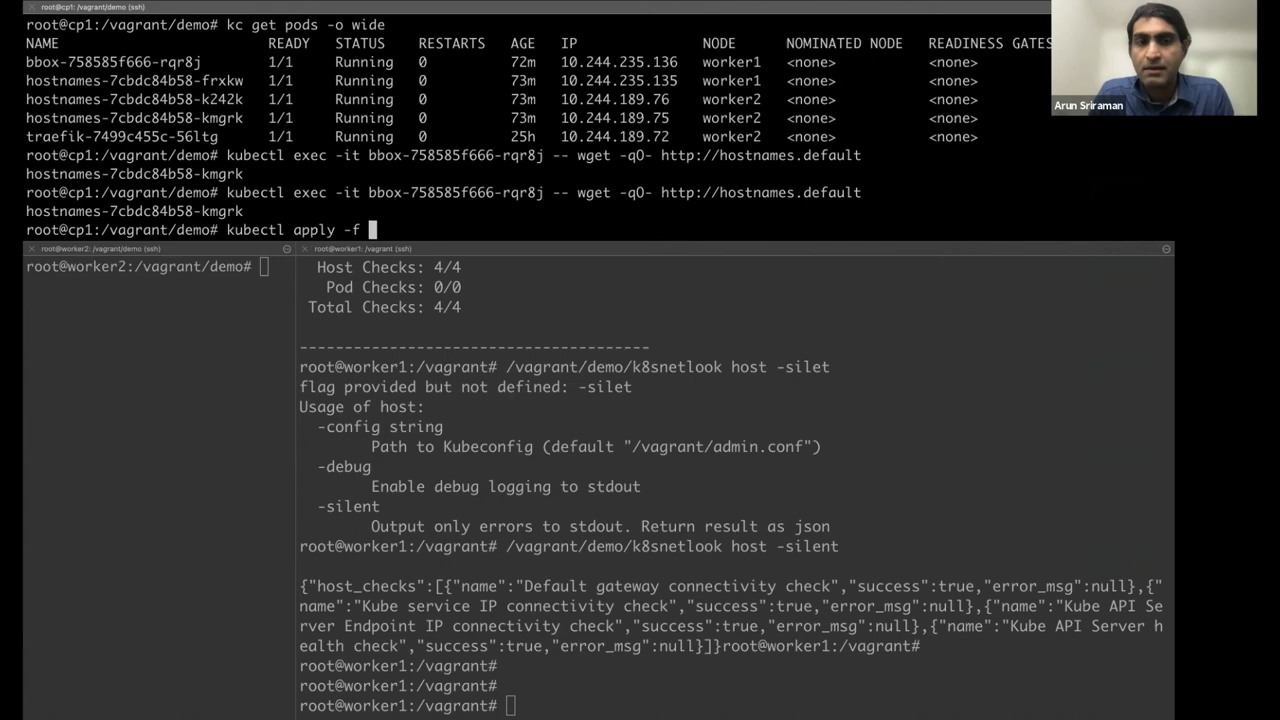 root@cp1:/vagrant/demo (ssh)
root@cp1:/vagrant/demo# kc get pods -o wide
NAME READY STATUS RESTARTS AGE IP NODE NOMINATED NODE READINESS GATES
bbox-758585f666-rqr8j 1/1 Running 0 72m 10.244.235.136 worker1 <none> <none>
hostnames-7cbdc84b58-frxkw 1/1 Running 0 73m 10.244.235.135 worker1 <none> <none>
hostnames-7cbdc84b58-k242k 1/1 Running 0 73m 10.244.189.76 worker2 <none> <none>
hostnames-7cbdc84b58-kmgrk 1/1 Running 0 73m 10.244.189.75 worker2 <none> <none>
traefik-7499c455c-56ltg 1/1 Running 0 25h 10.244.189.72 worker2 <none> <none>
root@cp1:/vagrant/demo# kubectl exec -it bbox-758585f666-rqr8j -- wget -qO- http://hostnames.default
hostnames-7cbdc84b58-kmgrk
root@cp1:/vagrant/demo# kubectl exec -it bbox-758585f666-rqr8j -- wget -qO- http://hostnames.default
hostnames-7cbdc84b58-kmgrk
root@cp1:/vagrant/demo# kubectl apply -f
Arun Sriraman
root@worker2: /vagrant/demo (ssh)
root@worker2:/vagrant/demo#
root@worker1: /vagrant (ssh)
Host Checks: 4/4
Pod Checks: 0/0
Total Checks: 4/4
---------------------------------------
root@worker1:/vagrant# /vagrant/demo/k8snetlook host -silet
flag provided but not defined: -silet
Usage of host:
-config string
Path to Kubeconfig (default "/vagrant/admin.conf")
-debug
Enable debug logging to stdout
-silent
Output only errors to stdout. Return result as json
root@worker1:/vagrant# /vagrant/demo/k8snetlook host -silent
{"host_checks":[{"name":"Default gateway connectivity check","success":true,"error_msg":null},{"
name":"Kube service IP connectivity check","success":true,"error_msg":null},{"name":"Kube API Se
rver Endpoint IP connectivity check","success":true,"error_msg":null},{"name":"Kube API Server h
ealth check","success":true,"error_msg":null}]}root@worker1:/vagrant#
root@worker1:/vagrant#
root@worker1:/vagrant#
root@worker1:/vagrant#